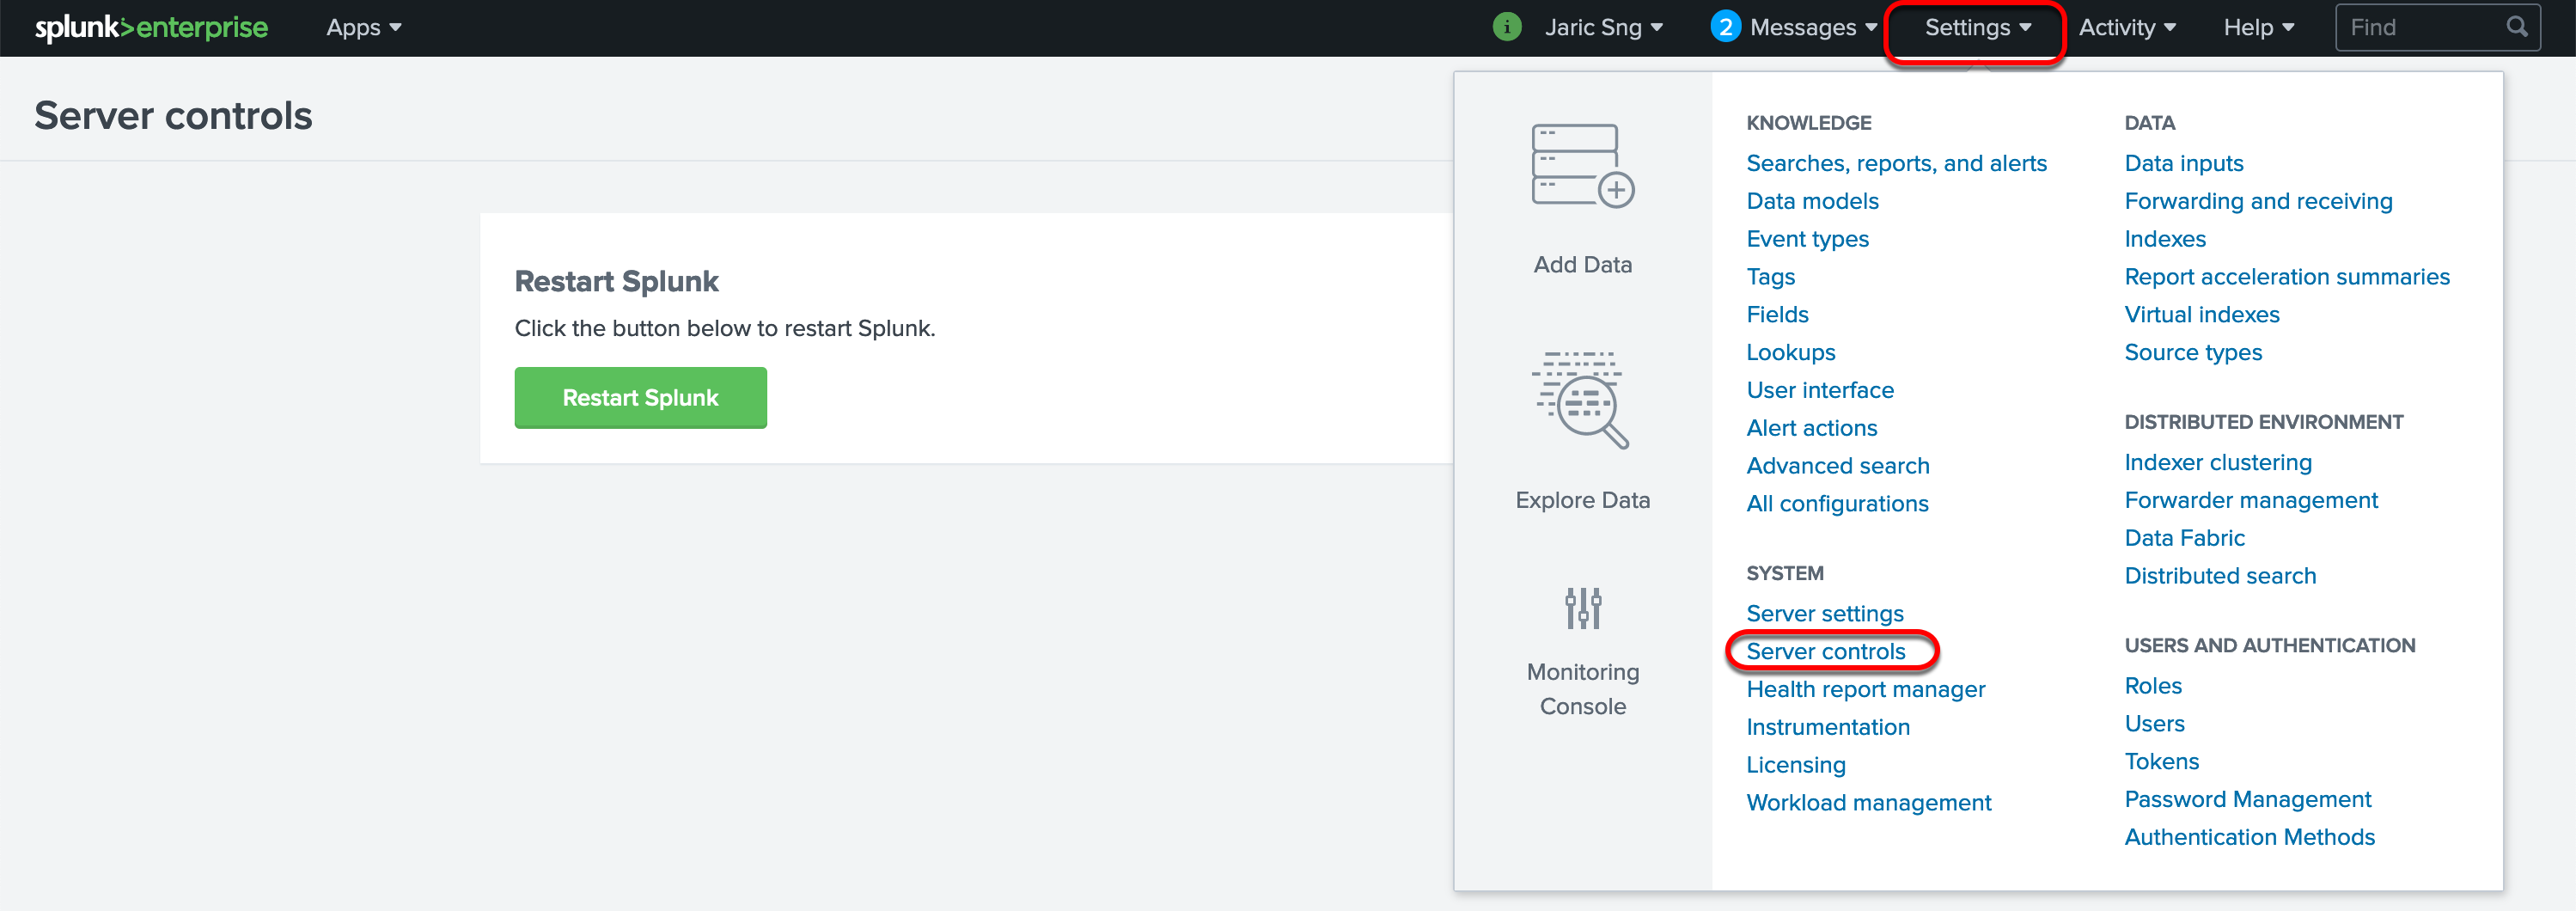 splunk>enterprise Apps i Jaric Sng 2 Messages Settings Activity Help Find
Server controls
Restart Splunk
Click the button below to restart Splunk.
Restart Splunk
Add Data
Explore Data
Monitoring
Console
KNOWLEDGE
Searches, reports, and alerts
Data models
Event types
Tags
Fields
Lookups
User interface
Alert actions
Advanced search
All configurations
SYSTEM
Server settings
Server controls
Health report manager
Instrumentation
Licensing
Workload management
DATA
Data inputs
Forwarding and receiving
Indexes
Report acceleration summaries
Virtual indexes
Source types
DISTRIBUTED ENVIRONMENT
Indexer clustering
Forwarder management
Data Fabric
Distributed search
USERS AND AUTHENTICATION
Roles
Users
Tokens
Password Management
Authentication Methods